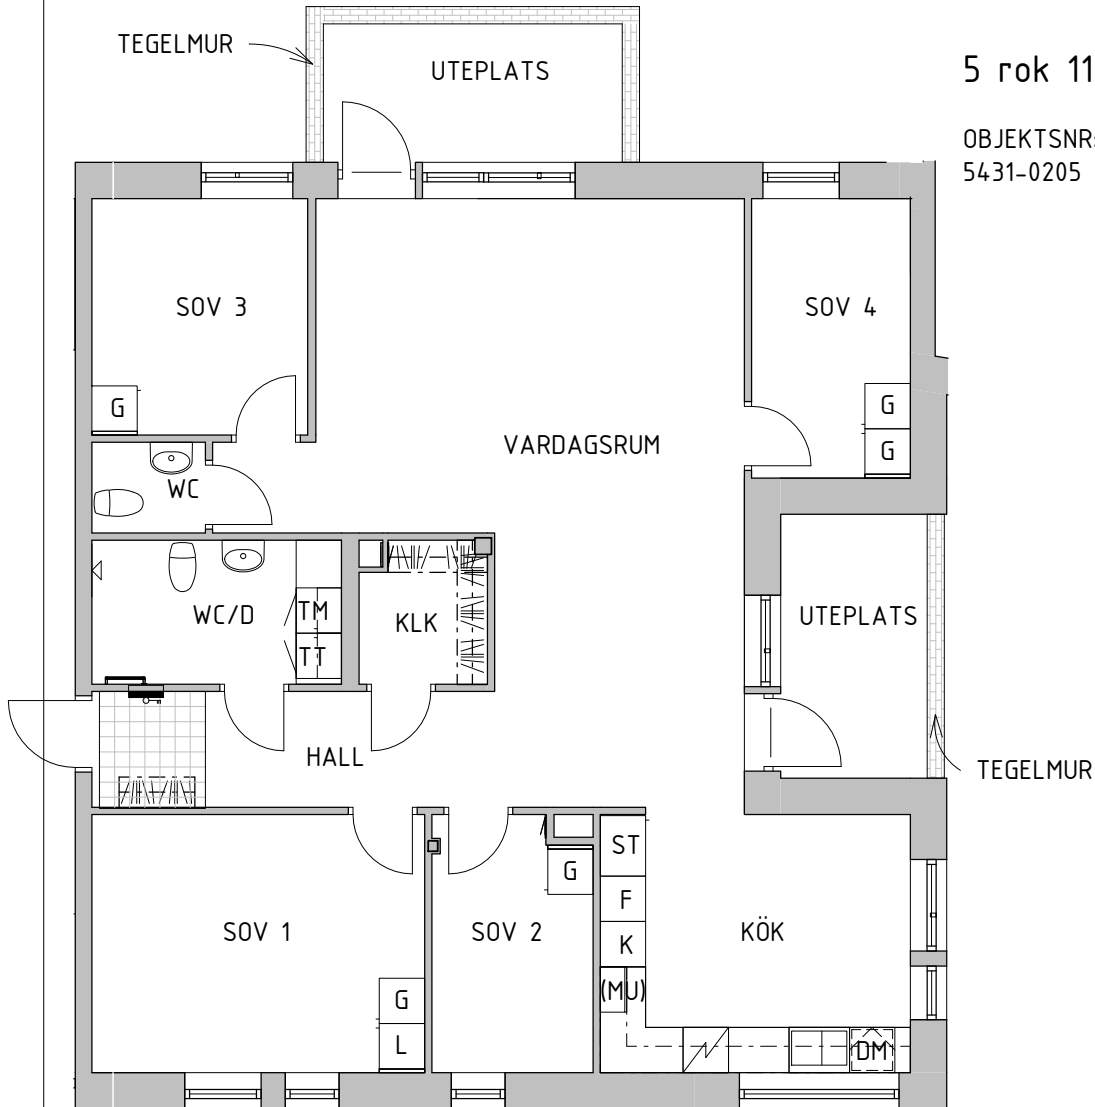 TEGELMUR
UTEPLATS
5 rok 11
OBJEKTSNR:
5431-0205
SOV 3
SOV 4
G
G
G
VARDAGSRUM
WC
WC/D
TM
TT
KLK
UTEPLATS
HALL
TEGELMUR
ST
G
F
SOV 1
SOV 2
KÖK
K
(MU)
G
L
DM